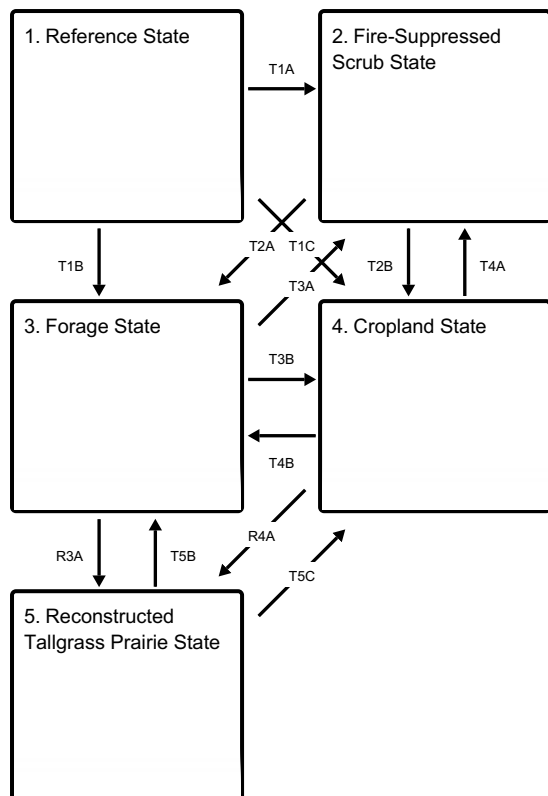 1. Reference State
2. Fire-Suppressed
Scrub State
T1A
T2A
T1C
T1B
T2B
T4A
T3A
3. Forage State
4. Cropland State
T3B
T4B
R4A
R3A
T5B
T5C
5. Reconstructed
Tallgrass Prairie State